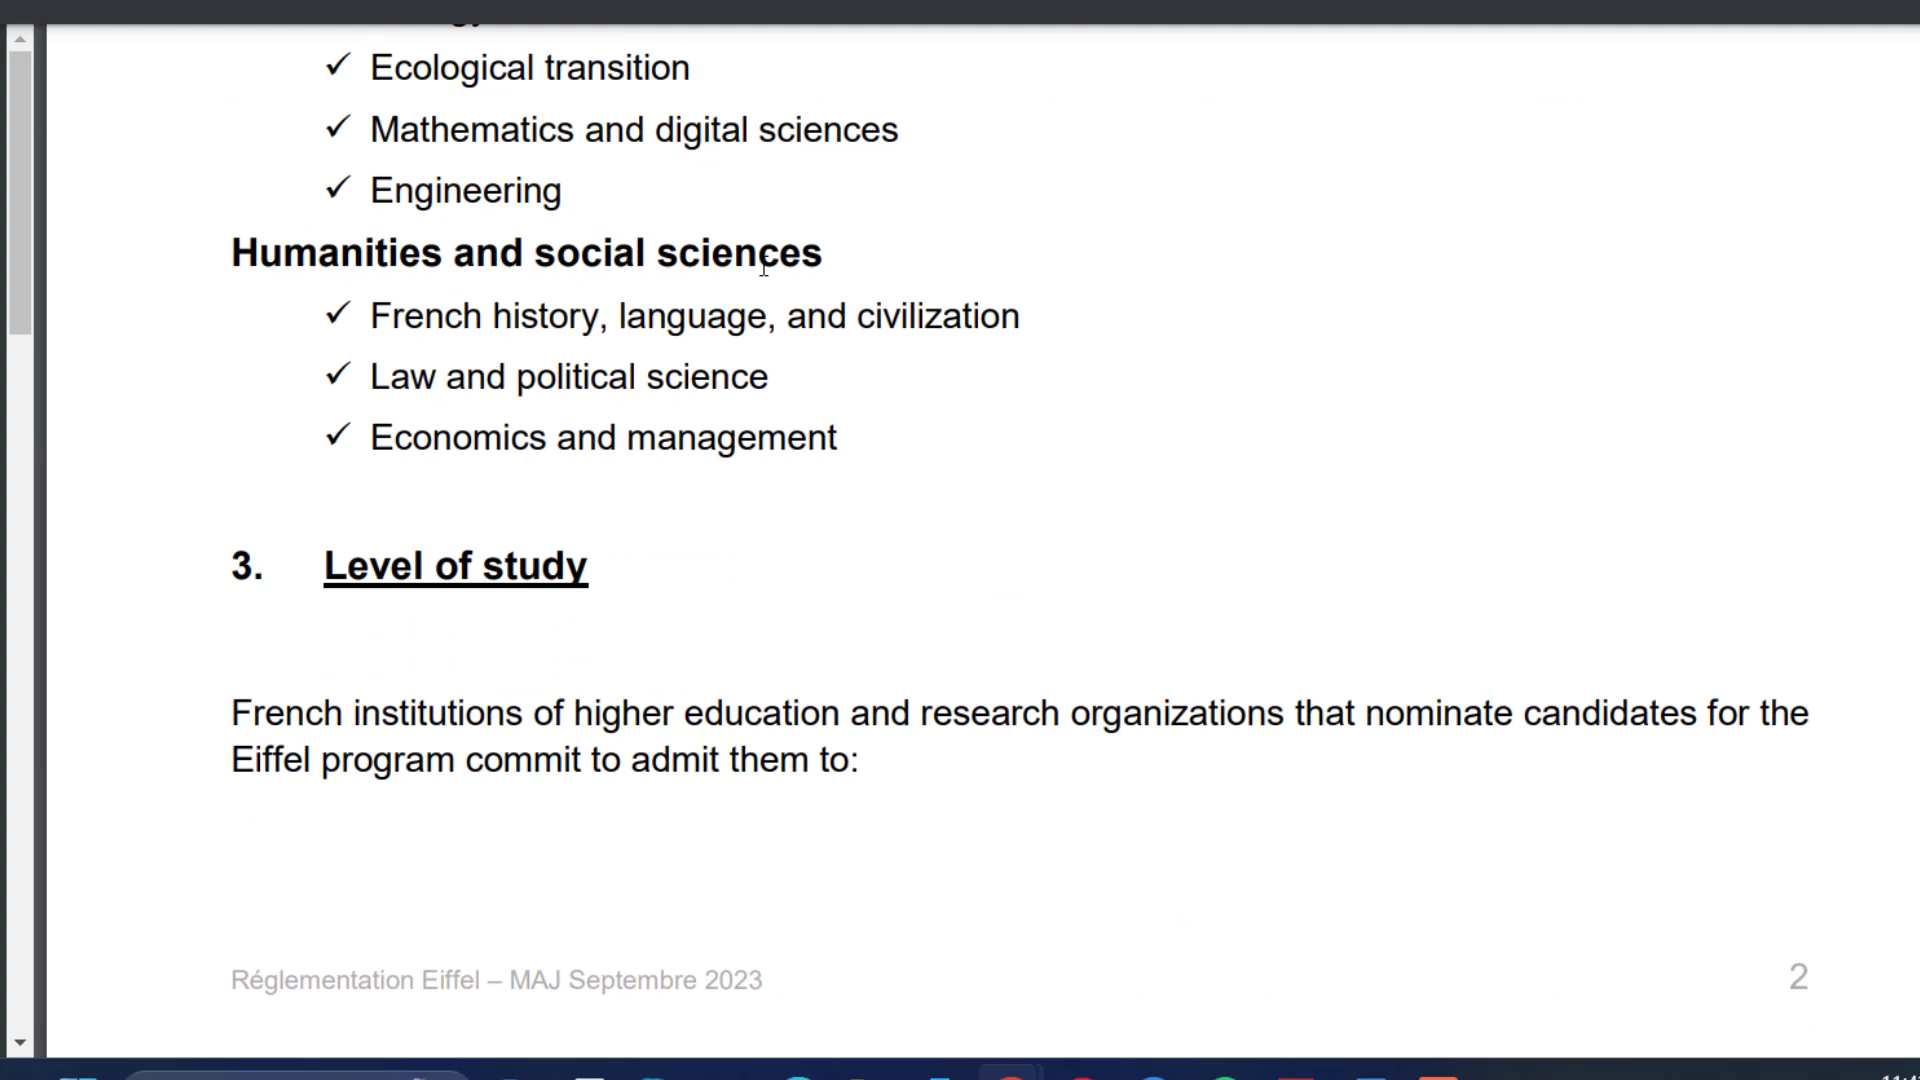 ✓ Ecological transition
✓ Mathematics and digital sciences
✓ Engineering
Humanities and social sciences
✓ French history, language, and civilization
✓ Law and political science
✓ Economics and management
3. Level of study
French institutions of higher education and research organizations that nominate candidates for the
Eiffel program commit to admit them to:
Réglementation Eiffel – MAJ Septembre 2023
2